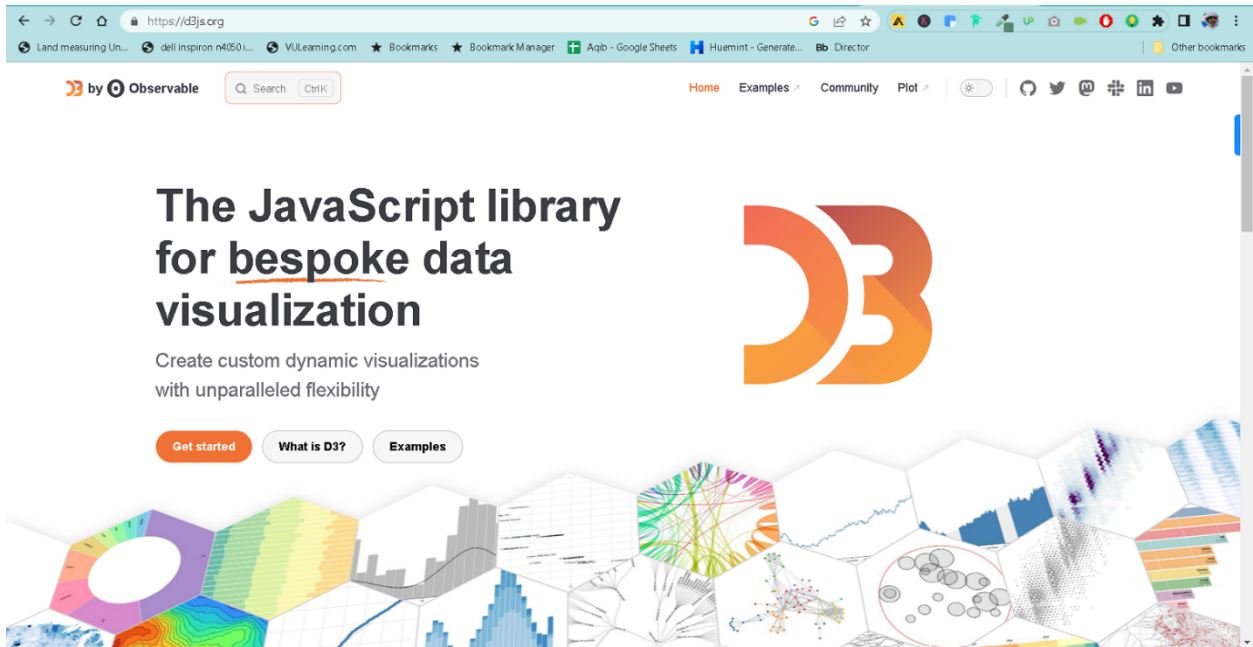 https://d3js.org
Land measuring Un... dell inspiron n4050 i... VULearning.com Bookmarks Bookmark Manager Aqib - Google Sheets Huemint - Generate... Bb Director Other bookmarks
D3 by Observable Search Ctrl K Home Examples Community Plot
The JavaScript library
for bespoke data
visualization
D3
Create custom dynamic visualizations
with unparalleled flexibility
Get started What is D3? Examples